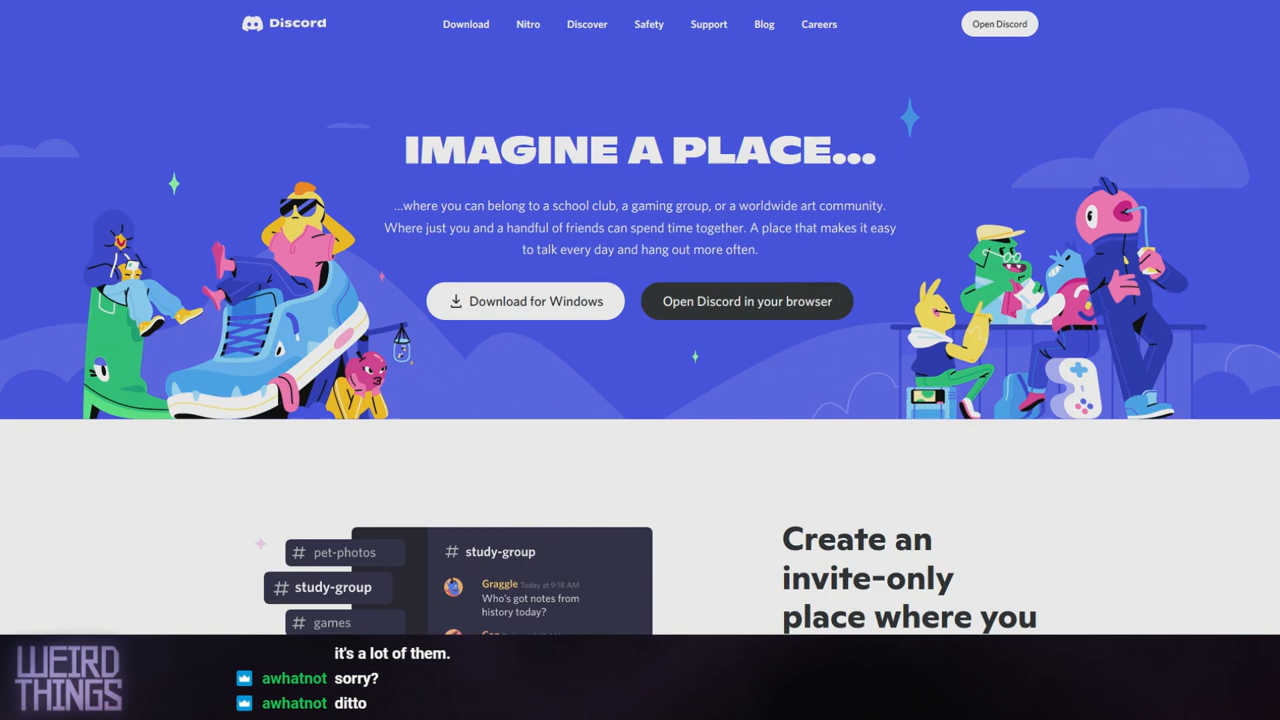 Discord
Download Nitro Discover Safety Support Blog Careers
Open Discord
IMAGINE A PLACE...
...where you can belong to a school club, a gaming group, or a worldwide art community.
Where just you and a handful of friends can spend time together. A place that makes it easy
to talk every day and hang out more often.
Download for Windows
Open Discord in your browser
# pet-photos
# study-group
# games
# study-group
Graggle Today at 9:18 AM
Who's got notes from
history today?
Create an
invite-only
place where you
WEIRD
THINGS
it's a lot of them.
awhatnot sorry?
awhatnot ditto